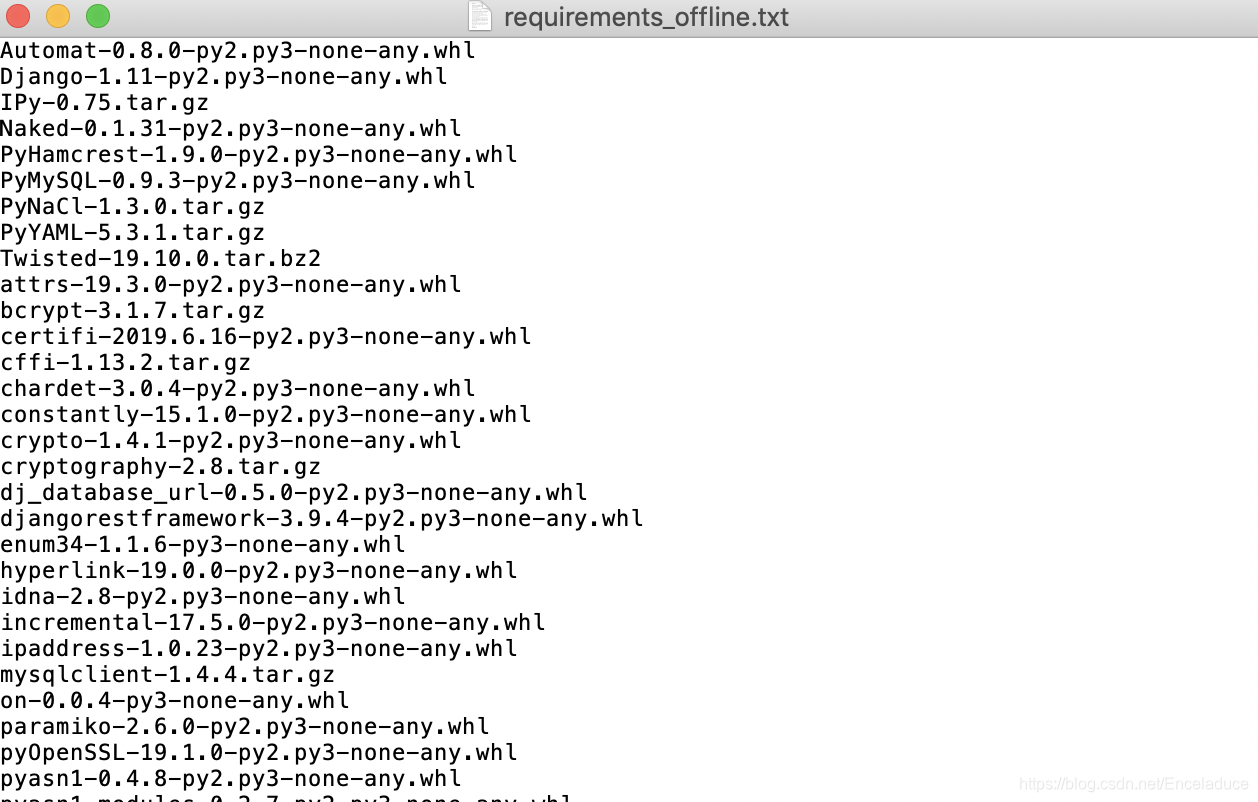 requirements_offline.txt
Automat-0.8.0-py2.py3-none-any.whl
Django-1.11-py2.py3-none-any.whl
IPy-0.75.tar.gz
Naked-0.1.31-py2.py3-none-any.whl
PyHamcrest-1.9.0-py2.py3-none-any.whl
PyMySQL-0.9.3-py2.py3-none-any.whl
PyNaCl-1.3.0.tar.gz
PyYAML-5.3.1.tar.gz
Twisted-19.10.0.tar.bz2
attrs-19.3.0-py2.py3-none-any.whl
bcrypt-3.1.7.tar.gz
certifi-2019.6.16-py2.py3-none-any.whl
cffi-1.13.2.tar.gz
chardet-3.0.4-py2.py3-none-any.whl
constantly-15.1.0-py2.py3-none-any.whl
crypto-1.4.1-py2.py3-none-any.whl
cryptography-2.8.tar.gz
dj_database_url-0.5.0-py2.py3-none-any.whl
djangorestframework-3.9.4-py2.py3-none-any.whl
enum34-1.1.6-py3-none-any.whl
hyperlink-19.0.0-py2.py3-none-any.whl
idna-2.8-py2.py3-none-any.whl
incremental-17.5.0-py2.py3-none-any.whl
ipaddress-1.0.23-py2.py3-none-any.whl
mysqlclient-1.4.4.tar.gz
on-0.0.4-py3-none-any.whl
paramiko-2.6.0-py2.py3-none-any.whl
pyOpenSSL-19.1.0-py2.py3-none-any.whl
pyasn1-0.4.8-py2.py3-none-any.whl
pyasn1_modules-0.2.7-py2.py3-none-any.whl
https://blog.csdn.net/Enceladuce